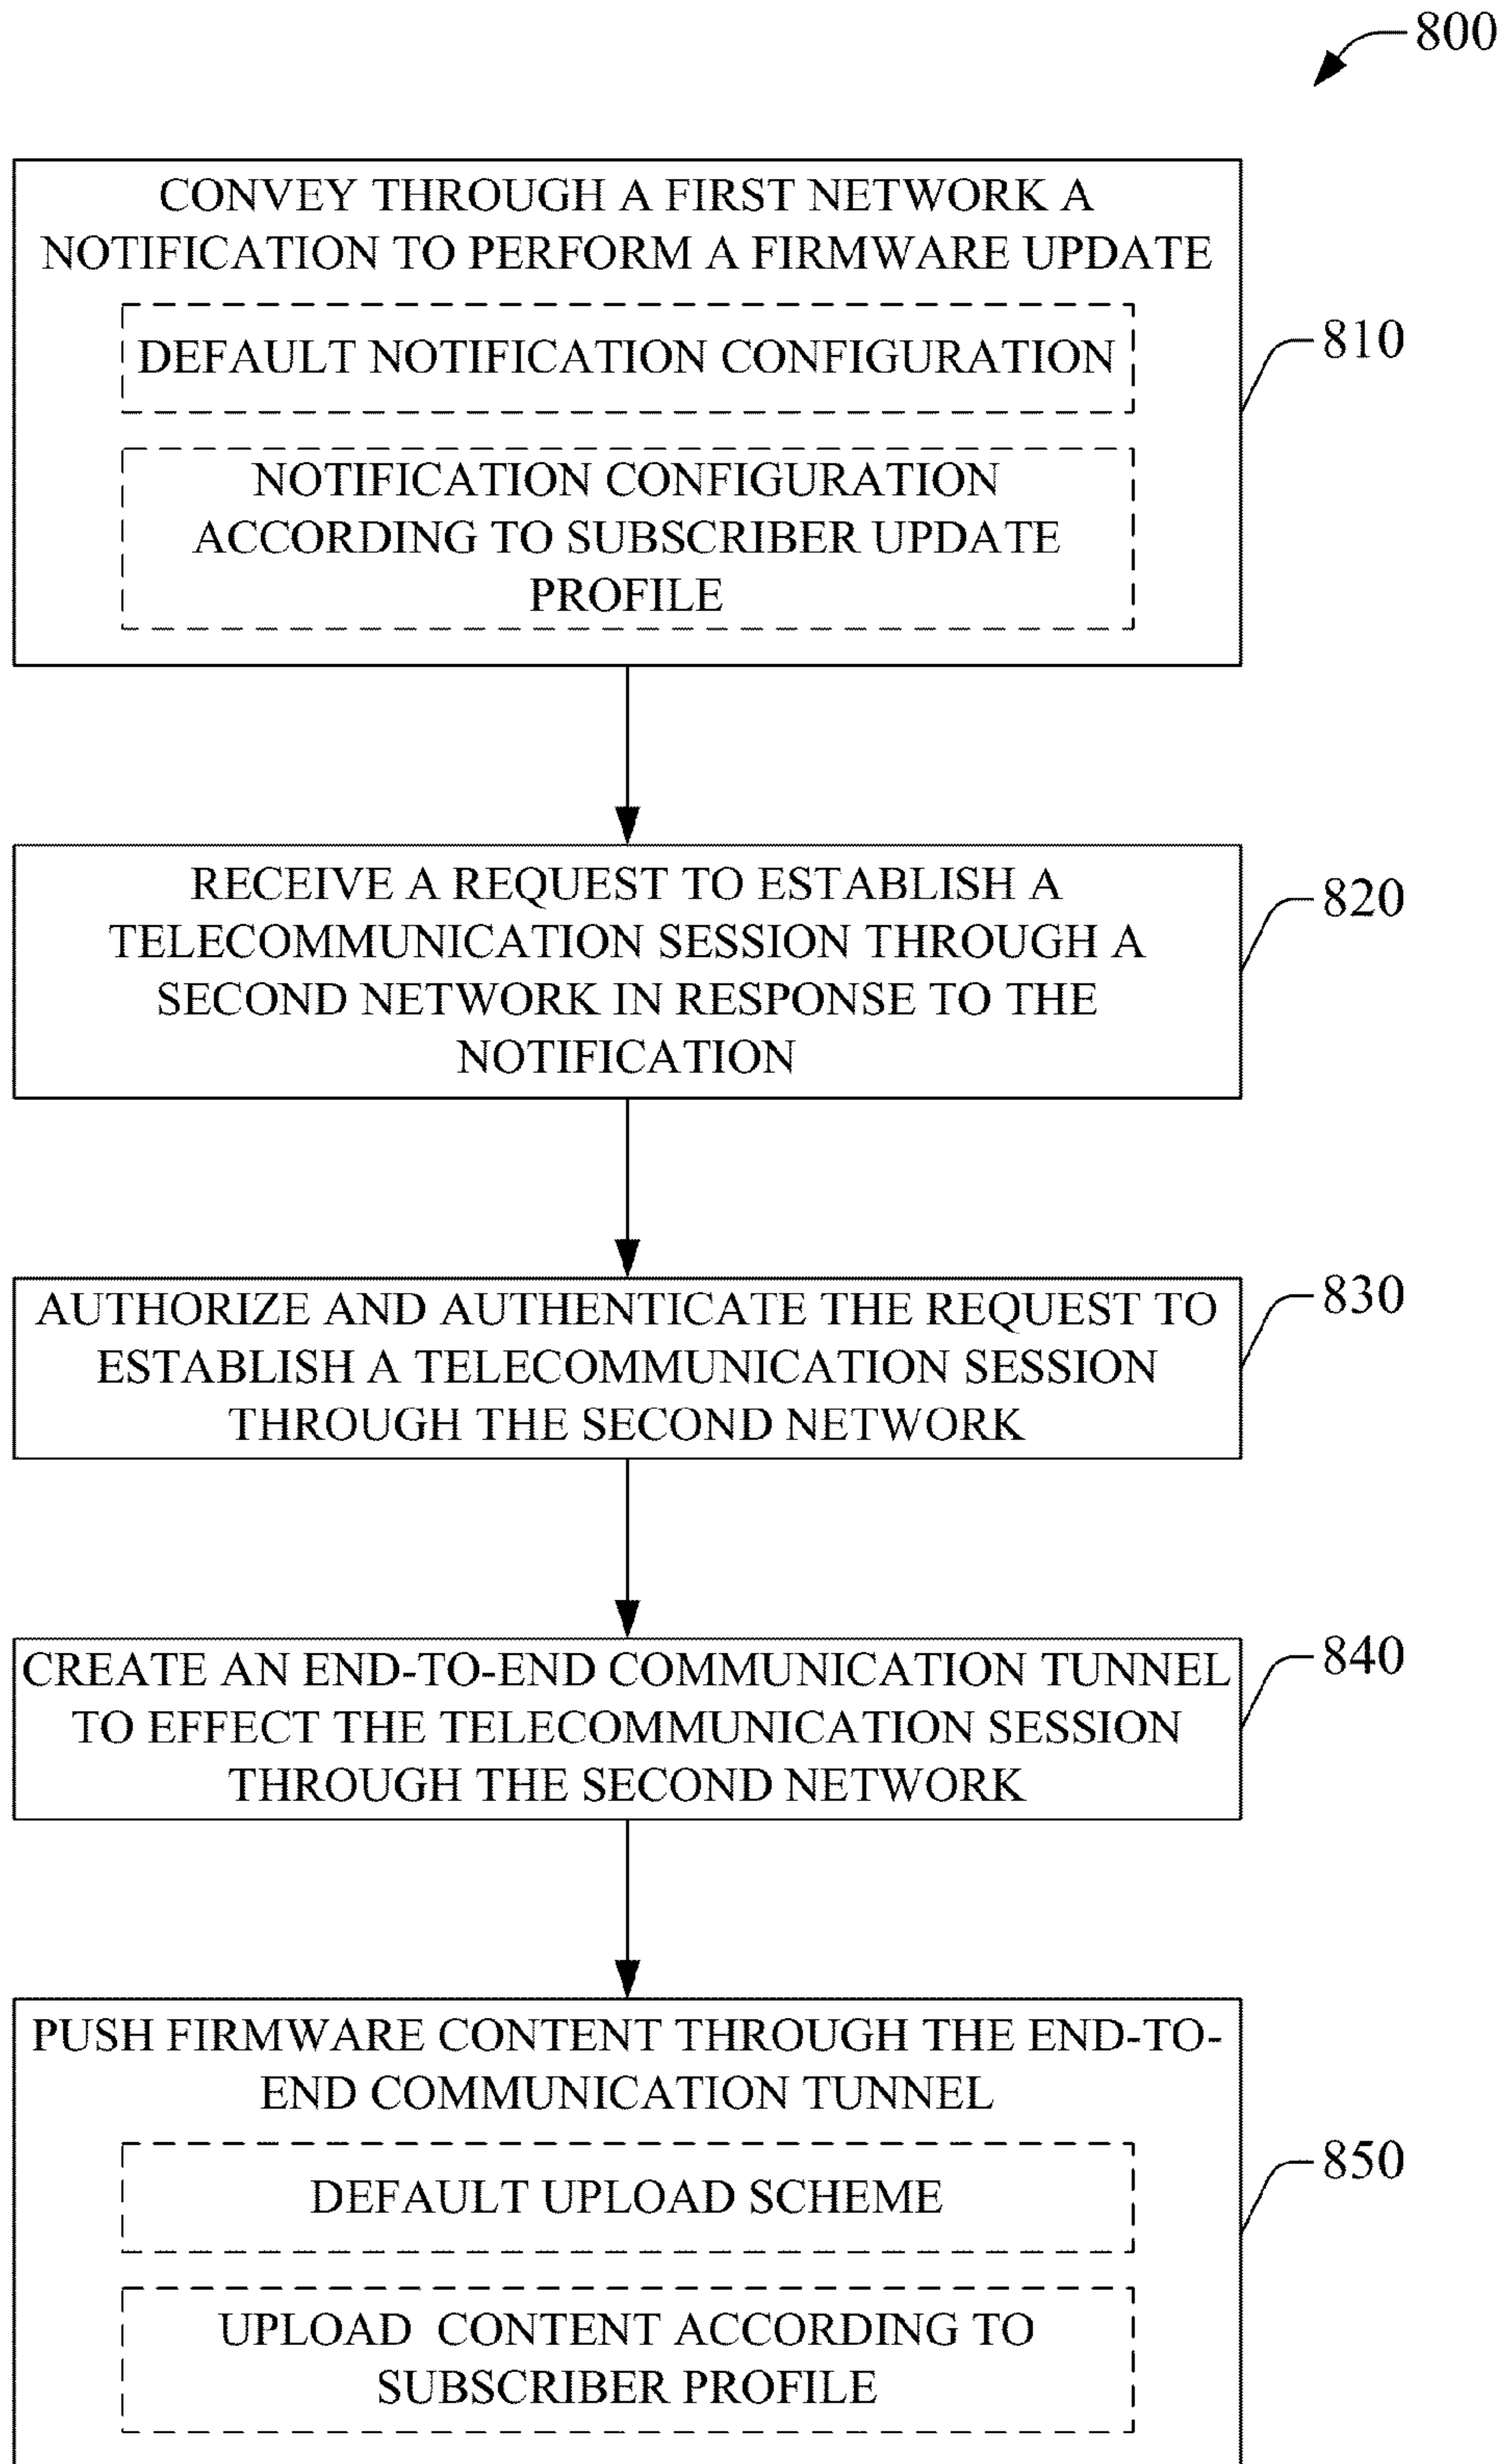 800
CONVEY THROUGH A FIRST NETWORK A
NOTIFICATION TO PERFORM A FIRMWARE UPDATE
DEFAULT NOTIFICATION CONFIGURATION
NOTIFICATION CONFIGURATION
ACCORDING TO SUBSCRIBER UPDATE
PROFILE
810
RECEIVE A REQUEST TO ESTABLISH A
TELECOMMUNICATION SESSION THROUGH A
SECOND NETWORK IN RESPONSE TO THE
NOTIFICATION
820
AUTHORIZE AND AUTHENTICATE THE REQUEST TO
ESTABLISH A TELECOMMUNICATION SESSION
THROUGH THE SECOND NETWORK
830
CREATE AN END-TO-END COMMUNICATION TUNNEL
TO EFFECT THE TELECOMMUNICATION SESSION
THROUGH THE SECOND NETWORK
840
PUSH FIRMWARE CONTENT THROUGH THE END-TO-
END COMMUNICATION TUNNEL
DEFAULT UPLOAD SCHEME
UPLOAD CONTENT ACCORDING TO
SUBSCRIBER PROFILE
850